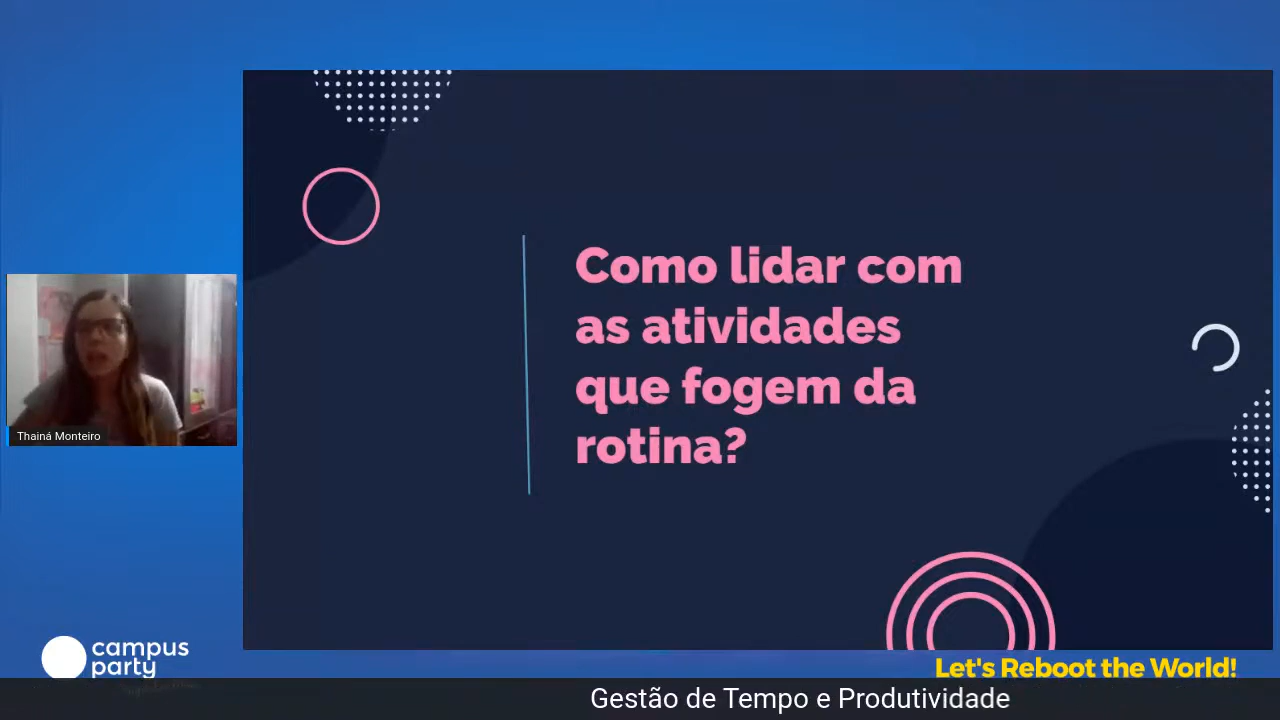 Como lidar com
as atividades
que fogem da
rotina?
Thainá Monteiro
campus
party
Let's Reboot the World!
Gestão de Tempo e Produtividade